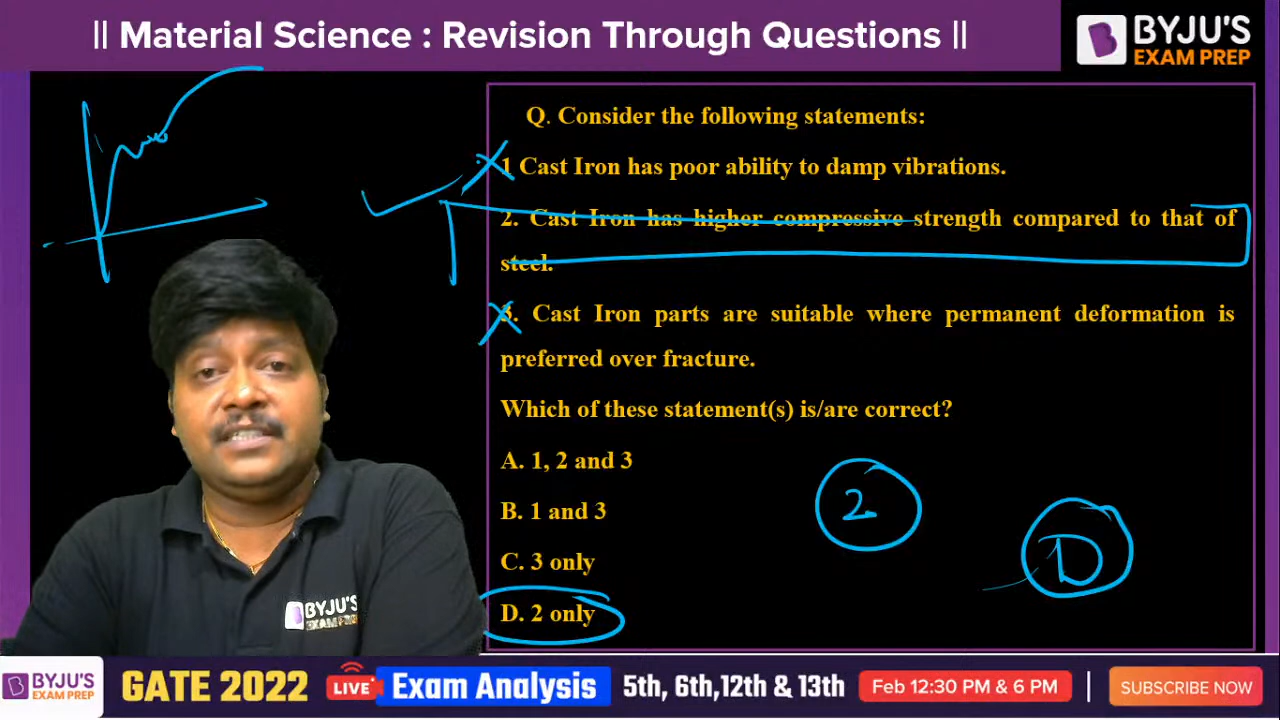 || Material Science : Revision Through Questions ||
BYJU'S
EXAM PREP
Q. Consider the following statements:
1 Cast Iron has poor ability to damp vibrations.
2. Cast Iron has higher compressive strength compared to that of
steel.
3. Cast Iron parts are suitable where permanent deformation is
preferred over fracture.
Which of these statement(s) is/are correct?
A. 1, 2 and 3
B. 1 and 3
C. 3 only
D. 2 only
2
D
BYJU'S
EXAM PREP
BYJU'S
EXAM PREP
GATE 2022
LIVE
Exam Analysis
5th, 6th,12th & 13th
Feb 12:30 PM & 6 PM
SUBSCRIBE NOW